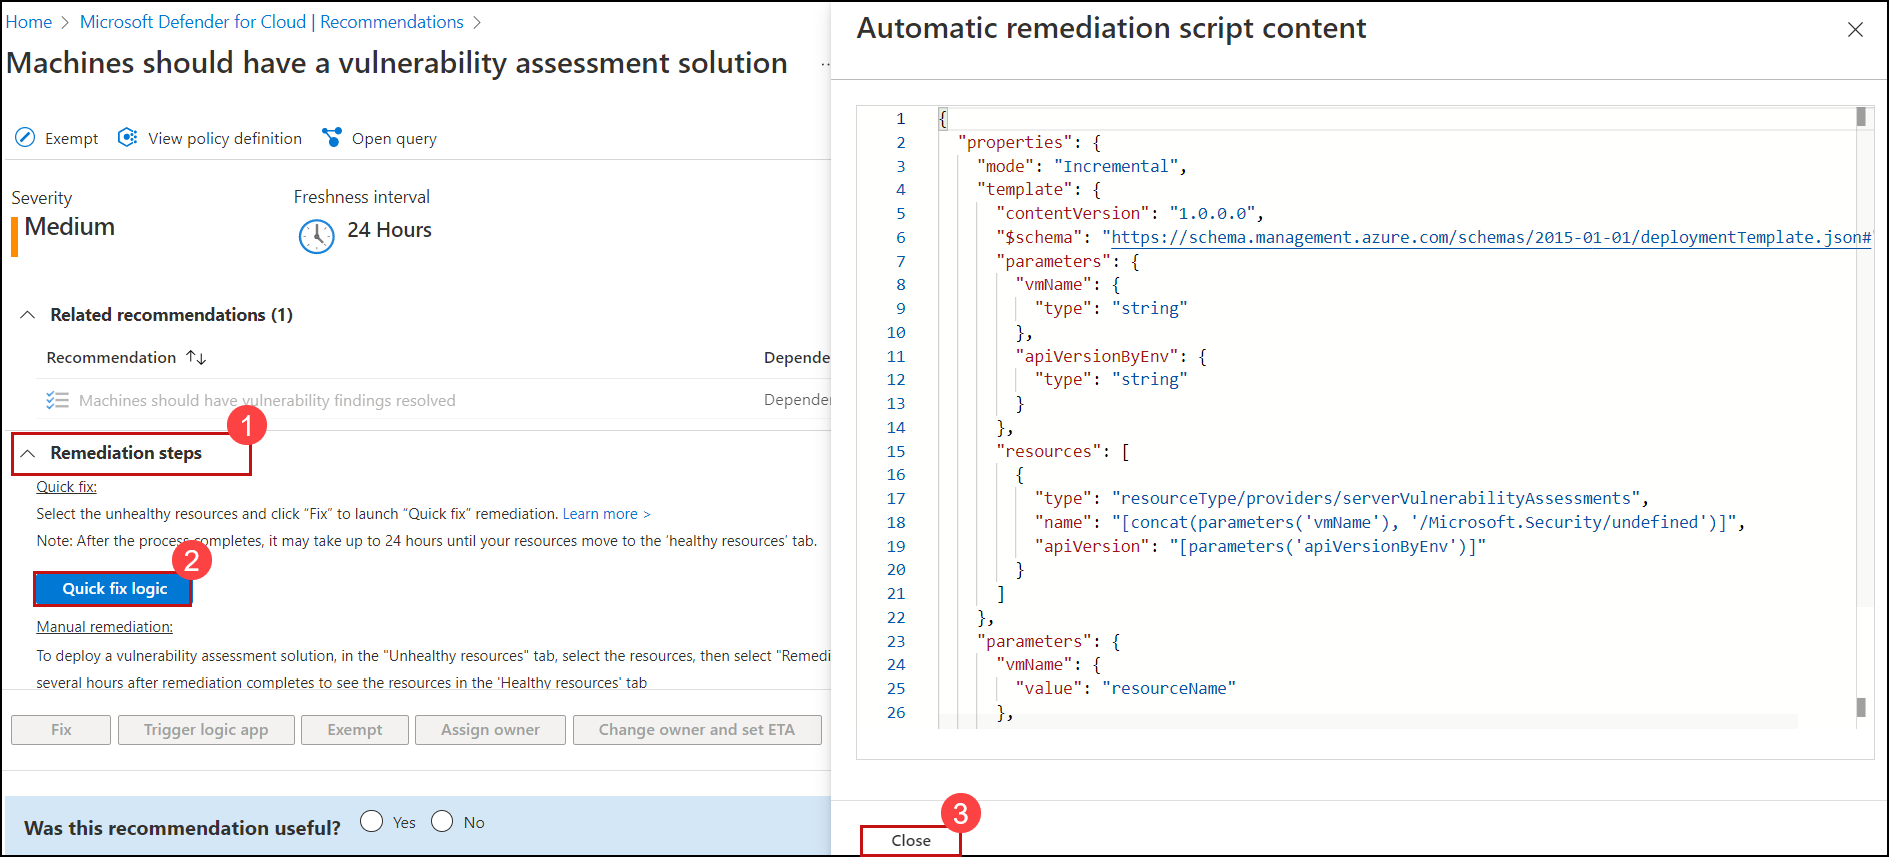 Home > Microsoft Defender for Cloud | Recommendations >
Machines should have a vulnerability assessment solution ..
Exempt View policy definition Open query
Severity
Medium
Freshness interval
24 Hours
Related recommendations (1)
Recommendation ↑↓
Machines should have vulnerability findings resolved
1
Remediation steps
Quick fix:
Select the unhealthy resources and click “Fix” to launch “Quick fix” remediation. Learn more >
Note: After the process completes, it may take up to 24 hours until your resources move to the ‘healthy resources’ tab.
2
Quick fix logic
Manual remediation:
To deploy a vulnerability assessment solution, in the "Unhealthy resources" tab, select the resources, then select "Remedi
several hours after remediation completes to see the resources in the 'Healthy resources' tab
Fix Trigger logic app Exempt Assign owner Change owner and set ETA
Was this recommendation useful? Yes No
Automatic remediation script content
1 {
2 "properties": {
3 "mode": "Incremental",
4 "template": {
5 "contentVersion": "1.0.0.0",
6 "$schema": "https://schema.management.azure.com/schemas/2015-01-01/deploymentTemplate.json#"
7 "parameters": {
8 "vmName": {
9 "type": "string"
10 },
11 "apiVersionByEnv": {
12 "type": "string"
13 }
14 },
15 "resources": [
16 {
17 "type": "resourceType/providers/serverVulnerabilityAssessments",
18 "name": "[concat(parameters('vmName'), '/Microsoft.Security/undefined')]",
19 "apiVersion": "[parameters('apiVersionByEnv')]"
20 }
21 ]
22 },
23 "parameters": {
24 "vmName": {
25 "value": "resourceName"
26 },
3
Close